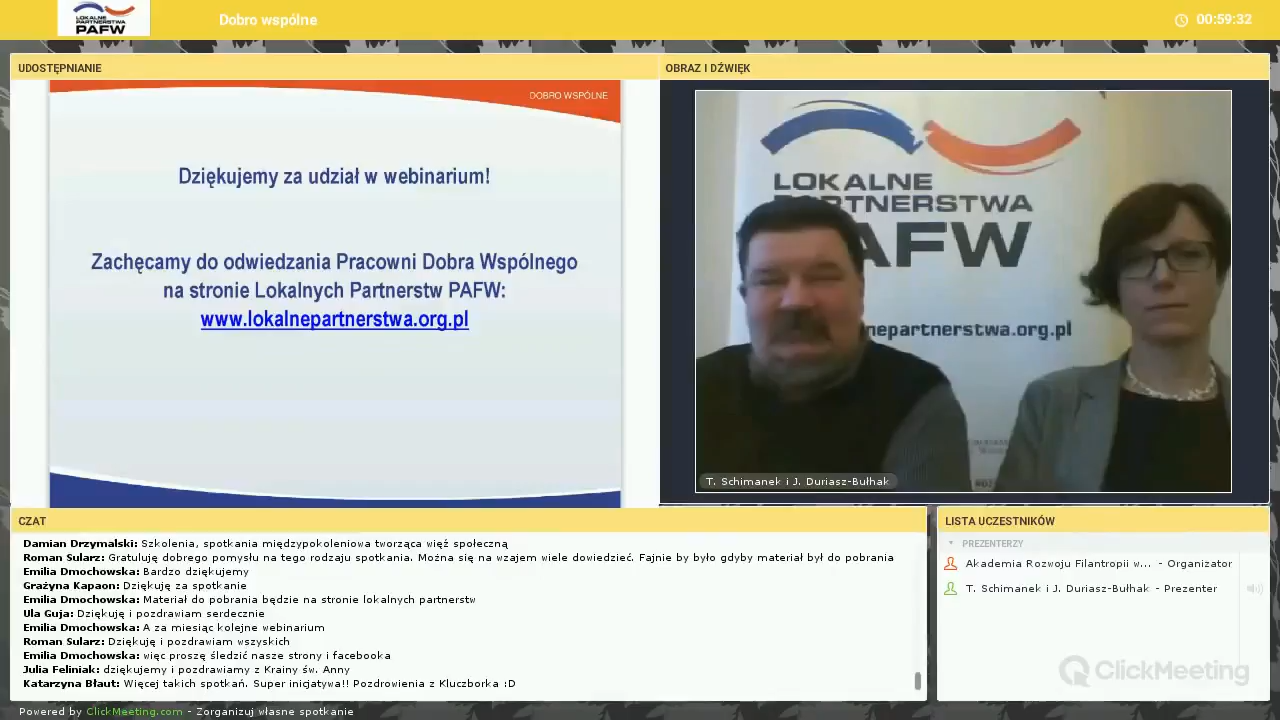 LOKALNE
PARTNERSTWA
PAFW
Dobro wspólne
00:59:32
UDOSTĘPNIANIE
DOBRO WSPÓLNE
Dziękujemy za udział w webinarium!
Zachęcamy do odwiedzania Pracowni Dobra Wspólnego
na stronie Lokalnych Partnerstw PAFW:
www.lokalnepartnerstwa.org.pl
OBRAZ I DŹWIĘK
LOKALNE
PARTNERSTWA
PAFW
nepartnerstwa.org.pl
T. Schimanek i J. Duriasz-Bułhak
CZAT
Damian Drzymalski: Szkolenia, spotkania międzypokoleniowa tworząca więź społeczną
Roman Sularz: Gratuluję dobrego pomysłu na tego rodzaju spotkania. Można się na wzajem wiele dowiedzieć. Fajnie by było gdyby materiał był do pobrania
Emilia Dmochowska: Bardzo dziękujemy
Grażyna Kapaon: Dziękuję za spotkanie
Emilia Dmochowska: Materiał do pobrania będzie na stronie lokalnych partnerstw
Ula Guja: Dziękuję i pozdrawiam serdecznie
Emilia Dmochowska: A za miesiąc kolejne webinarium
Roman Sularz: Dziękuję i pozdrawiam wszyskich
Emilia Dmochowska: więc proszę śledzić nasze strony i facebooka
Julia Feliniak: dziękujemy i pozdrawiamy z Krainy św. Anny
Katarzyna Błaut: Więcej takich spotkań. Super inicjatywa!! Pozdrowienia z Kluczborka :D
LISTA UCZESTNIKÓW
PREZENTERZY
Akademia Rozwoju Filantropii w... - Organizator
T. Schimanek i J. Duriasz-Bułhak - Prezenter
ClickMeeting
Powered by ClickMeeting.com - Zorganizuj własne spotkanie